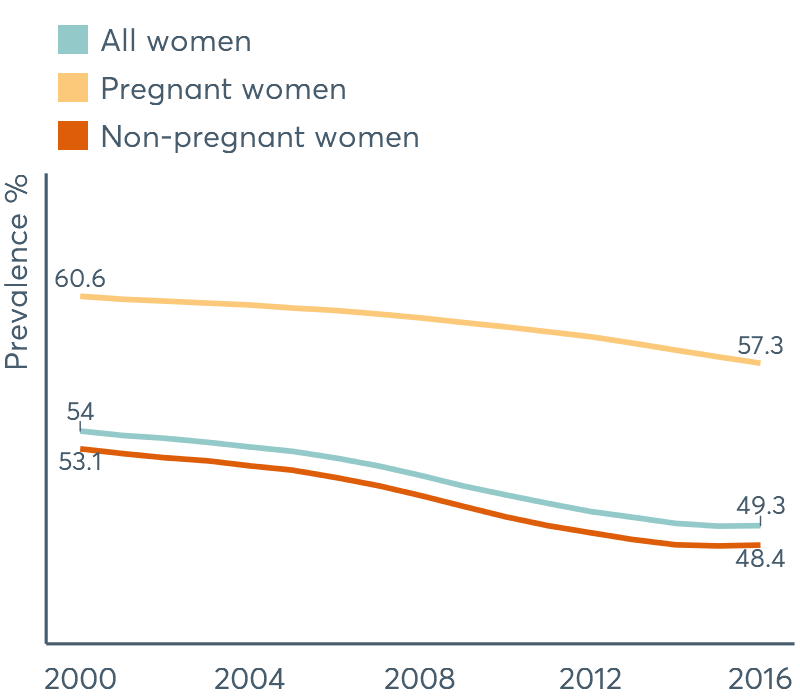 All women
Pregnant women
Non-pregnant women
Prevalence %
60.6
57.3
54
53.1
49.3
48.4
2000 2004 2008 2012 2016